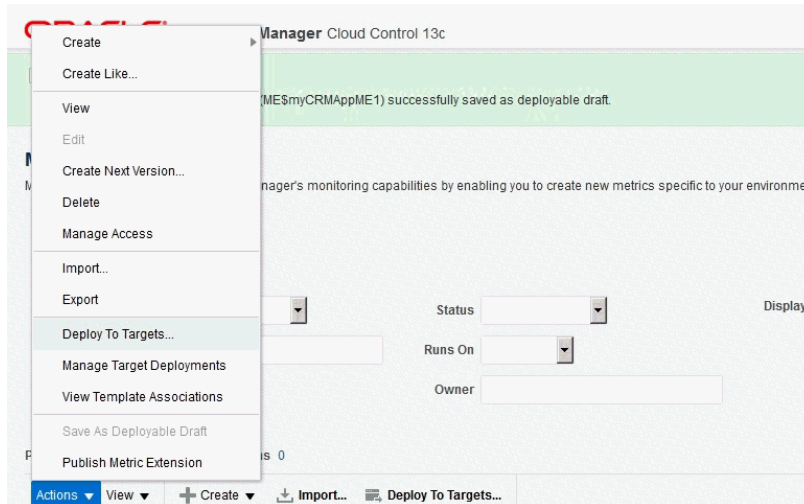 Manager Cloud Control 13c
(ME$myCRMAppME1) successfully saved as deployable draft.
Create
Create Like...
View
Edit
Create Next Version...
Delete
Manage Access
Import...
Export
Deploy To Targets...
Manage Target Deployments
View Template Associations
Save As Deployable Draft
Publish Metric Extension
nager's monitoring capabilities by enabling you to create new metrics specific to your environme
Status
Display
Runs On
Owner
ns 0
Actions View Create Import... Deploy To Targets...